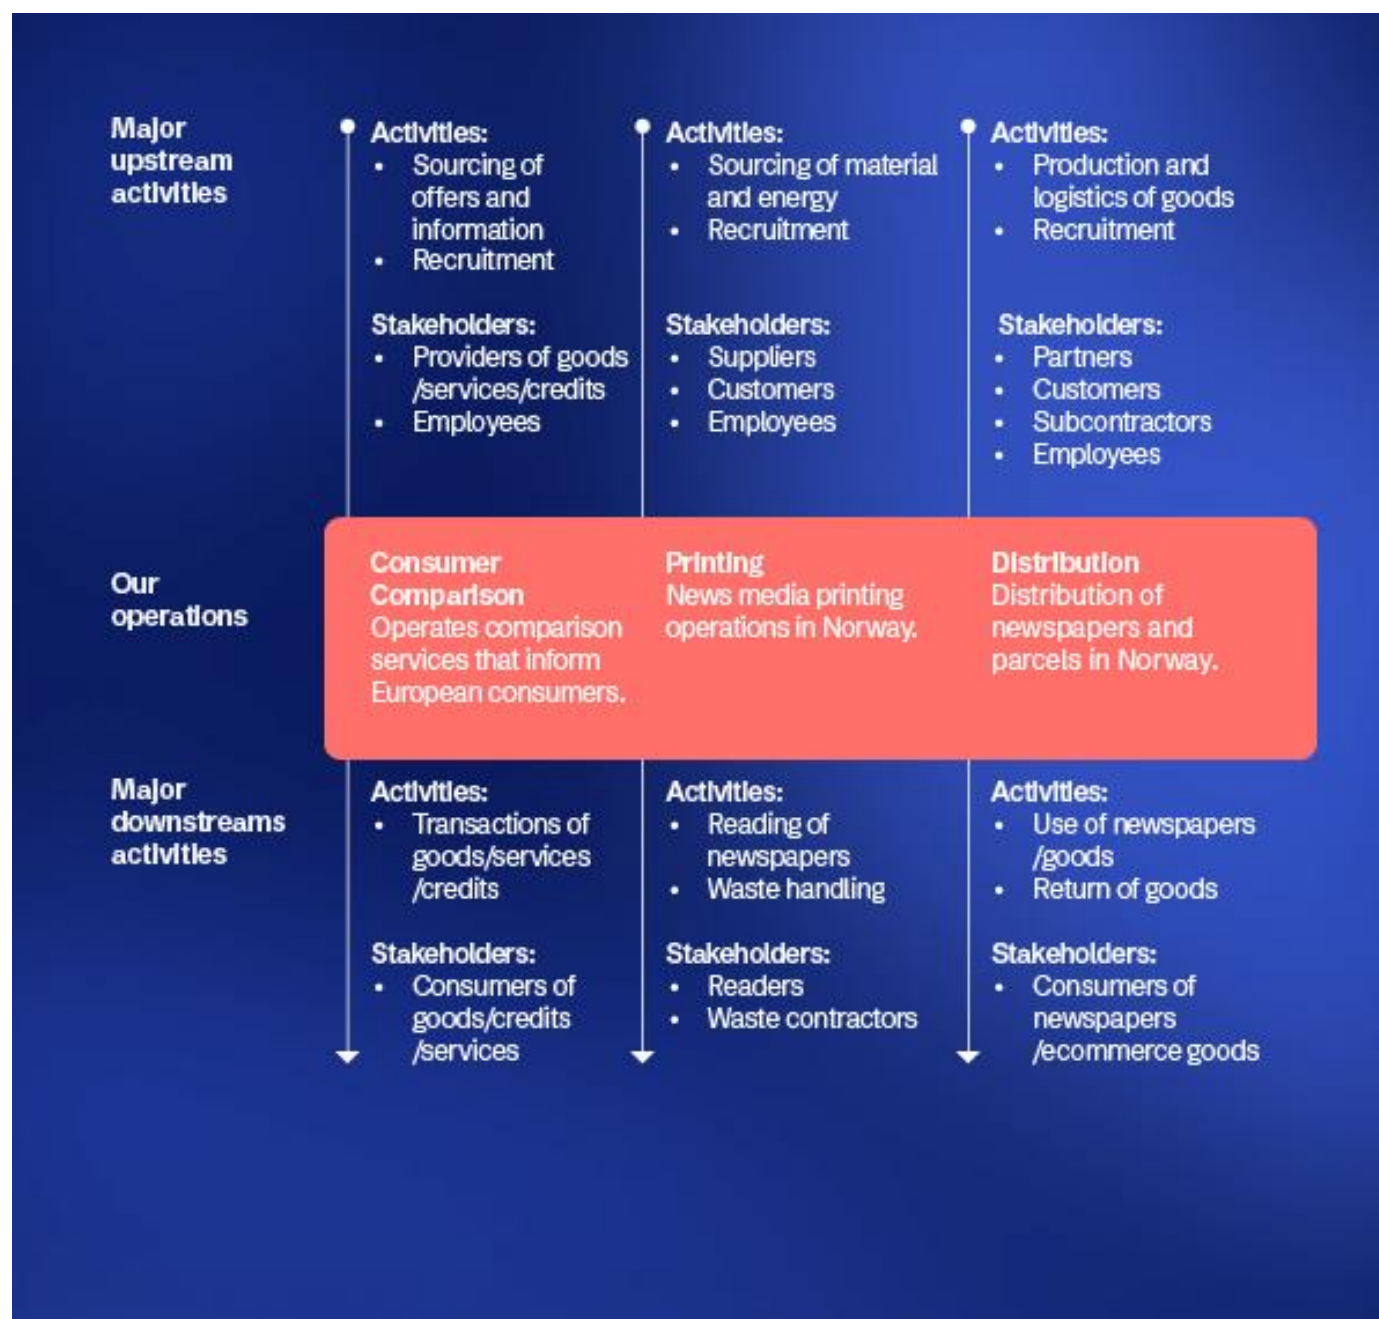 Major
upstream
activities
Activities:
• Sourcing of
offers and
information
• Recruitment
Stakeholders:
• Providers of goods
/services/credits
• Employees
Activities:
• Sourcing of material
and energy
• Recruitment
Stakeholders:
• Suppliers
• Customers
• Employees
Activities:
• Production and
logistics of goods
• Recruitment
Stakeholders:
• Partners
• Customers
• Subcontractors
• Employees
Our
operations
Consumer
Comparison
Operates comparison
services that inform
European consumers.
Printing
News media printing
operations in Norway.
Distribution
Distribution of
newspapers and
parcels in Norway.
Major
downstreams
activities
Activities:
• Transactions of
goods/services
/credits
Stakeholders:
• Consumers of
goods/credits
/services
Activities:
• Reading of
newspapers
• Waste handling
Stakeholders:
• Readers
• Waste contractors
Activities:
• Use of newspapers
/goods
• Return of goods
Stakeholders:
• Consumers of
newspapers
/ecommerce goods